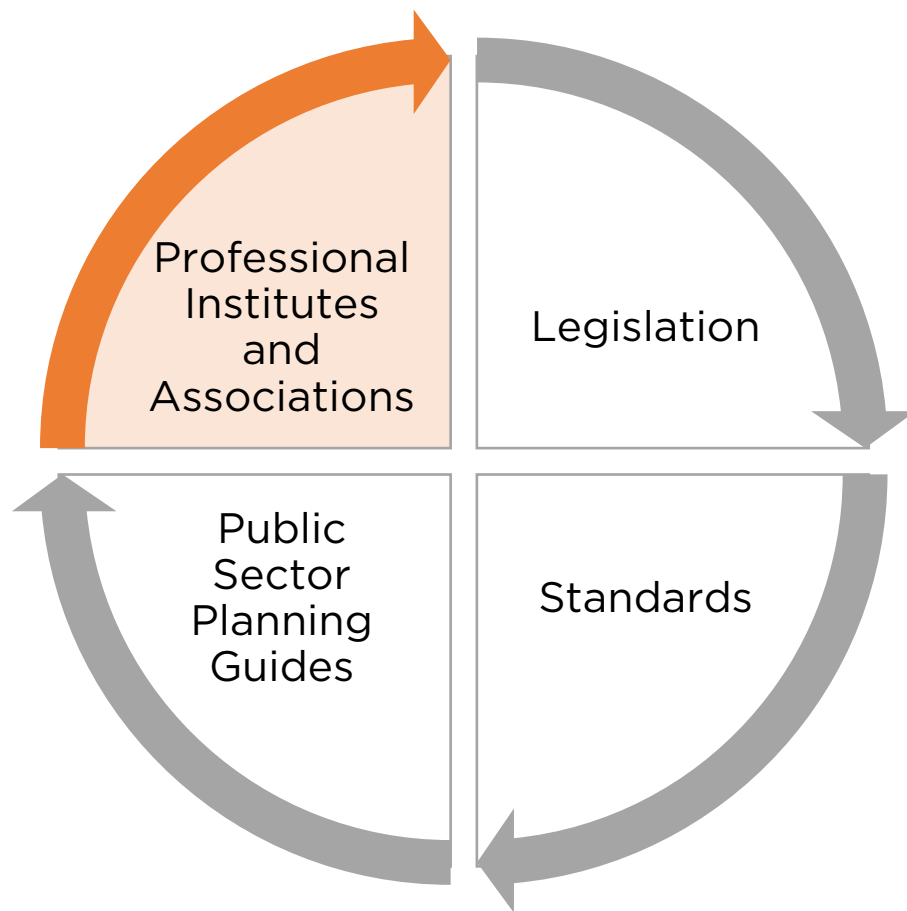 Professional
Institutes
and
Associations
Legislation
Public
Sector
Planning
Guides
Standards